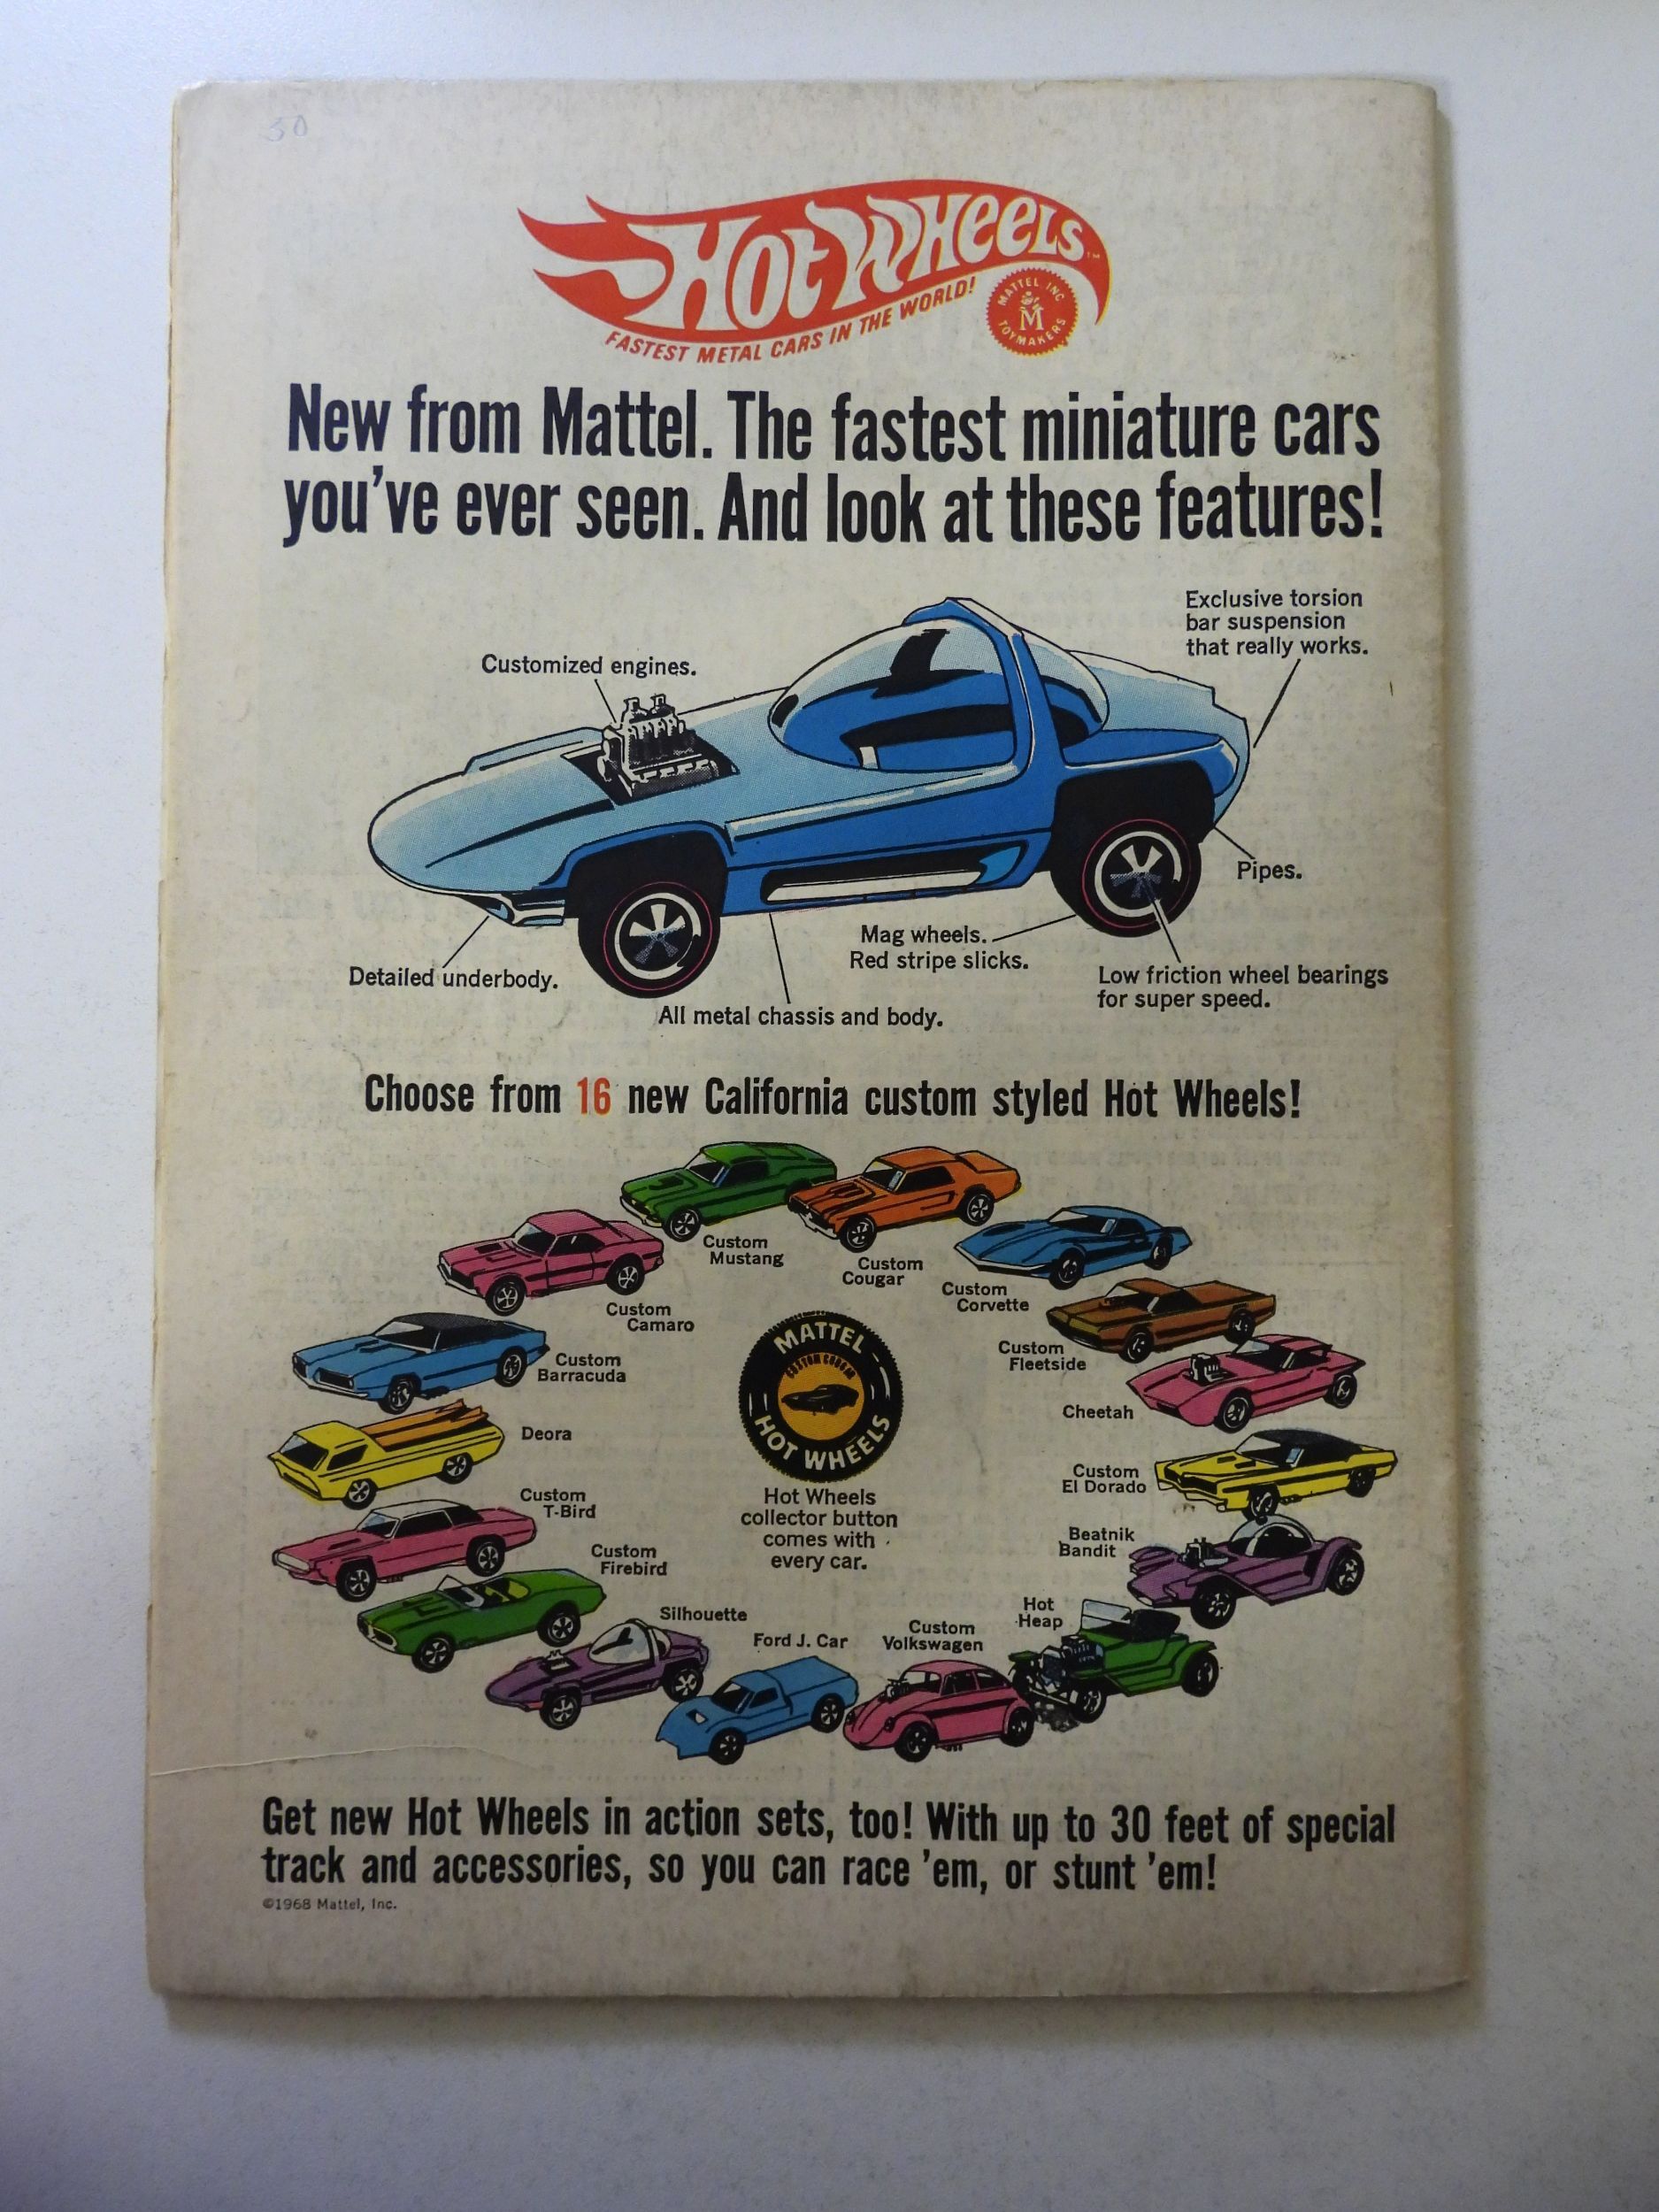 30
HOT WHEELS
FASTEST METAL CARS IN THE WORLD!
MATTEL INC
M
TOYMAKERS
New from Mattel. The fastest miniature cars
you've ever seen. And look at these features!
Exclusive torsion
bar suspension
that really works.
Customized engines.
Pipes.
Mag wheels.
Red stripe slicks.
Detailed underbody.
Low friction wheel bearings
for super speed.
All metal chassis and body.
Choose from 16 new California custom styled Hot Wheels!
Custom
Mustang
Custom
Cougar
Custom
Corvette
Custom
Camaro
Custom
Fleetside
Custom
Barracuda
Cheetah
Deora
Custom
El Dorado
Custom
T-Bird
Beatnik
Bandit
Custom
Firebird
Hot
Heap
Silhouette
Ford J. Car
Custom
Volkswagen
MATTEL
CUSTOM COUGAR
HOT WHEELS
Hot Wheels
collector button
comes with
every car.
Get new Hot Wheels in action sets, too! With up to 30 feet of special
track and accessories, so you can race 'em, or stunt 'em!
©1968 Mattel, Inc.